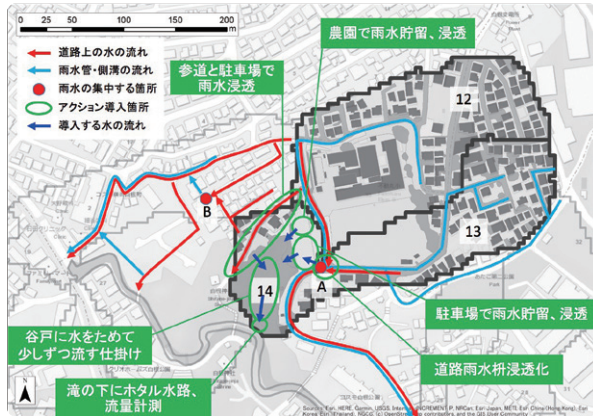 0 50 100 150 200
m
道路上の水の流れ
雨水管・側溝の流れ
雨水の集中する箇所
アクション導入箇所
導入する水の流れ
農園で雨水貯留、浸透
参道と駐車場で
雨水浸透
12
13
14
A
B
駐車場で雨水貯留、浸透
道路雨水枡浸透化
谷戸に水をためて
少しずつ流す仕掛け
滝の下にホタル水路、
流量計測
N